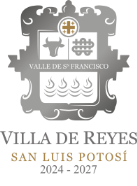 VALLE DE Sⁿ FRANCISCO
VILLA DE REYES
SAN LUIS POTOSÍ
2024 - 2027